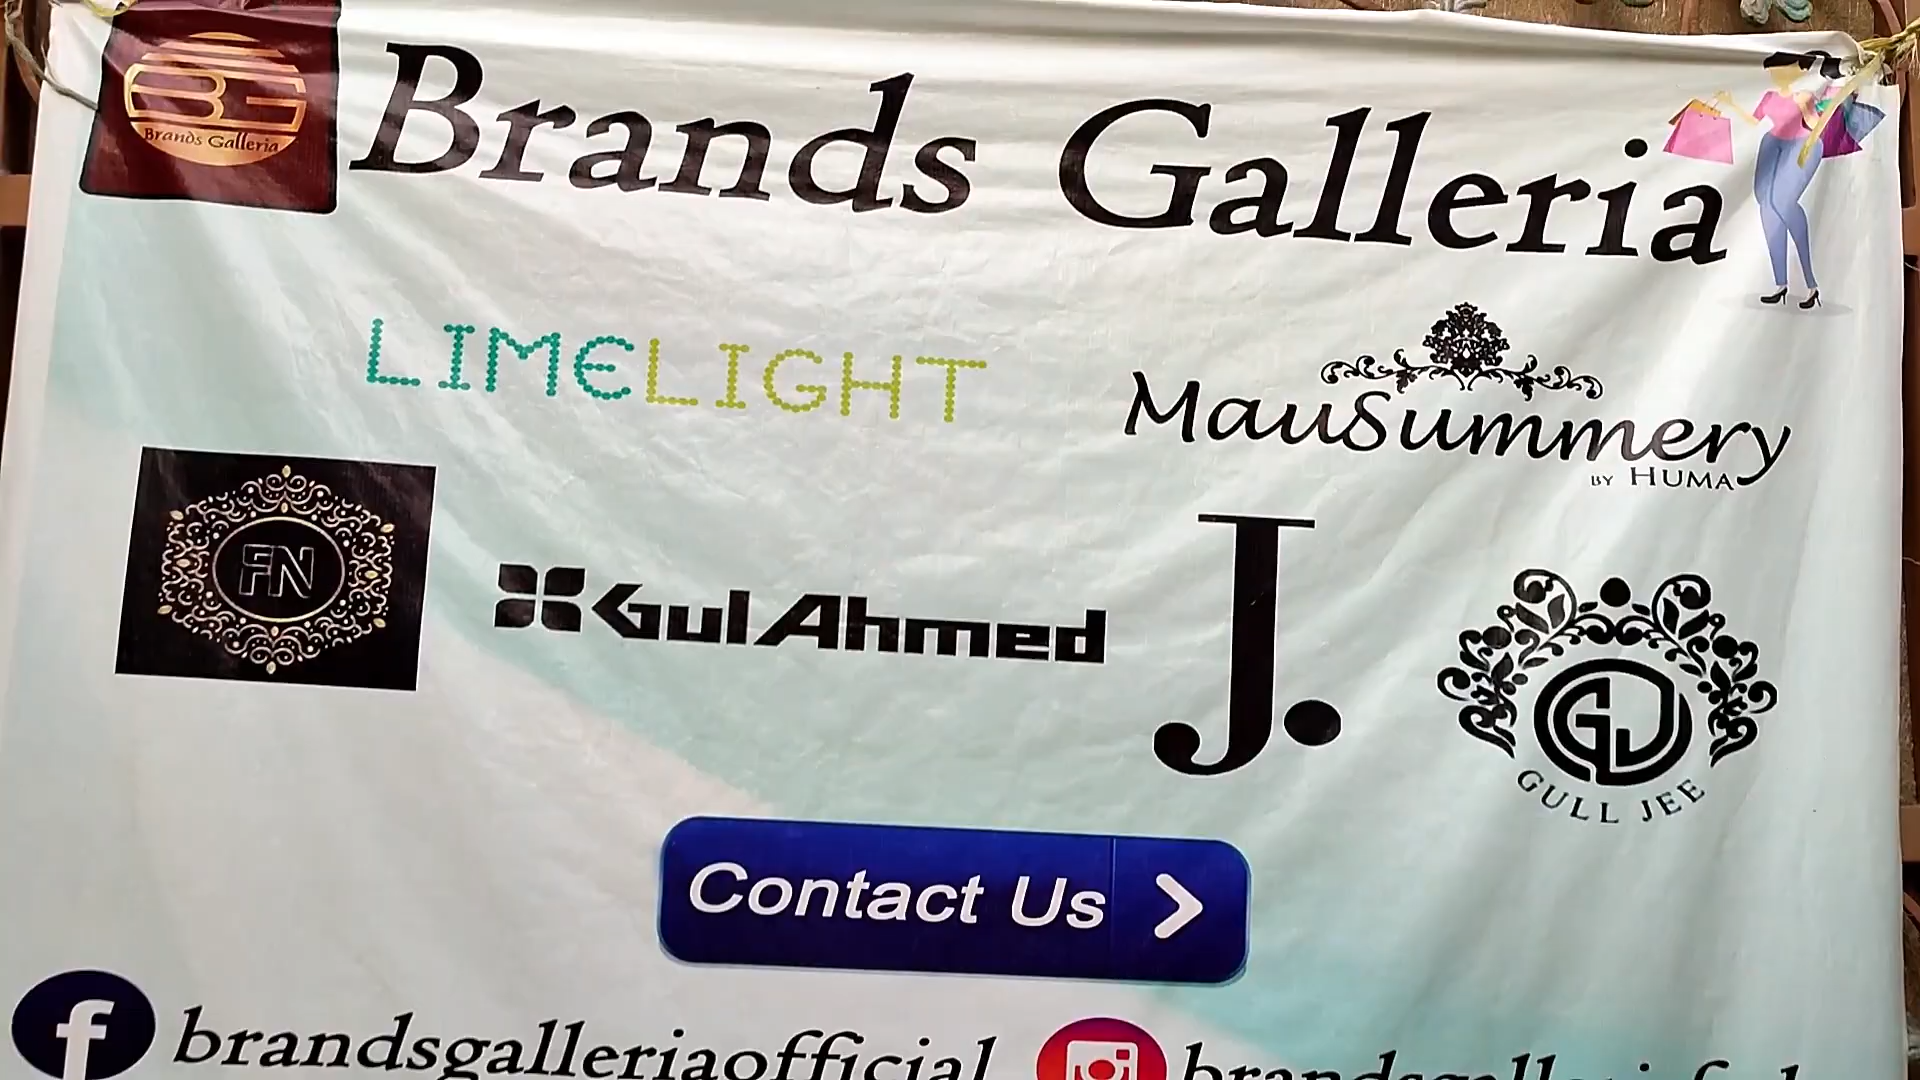 BG
Brands Galleria
Brands Galleria
LIMELIGHT
MauSummery
BY HUMA
FN
GulAhmed
J.
GJ
GULL JEE
Contact Us
f brandsgalleriaofficial